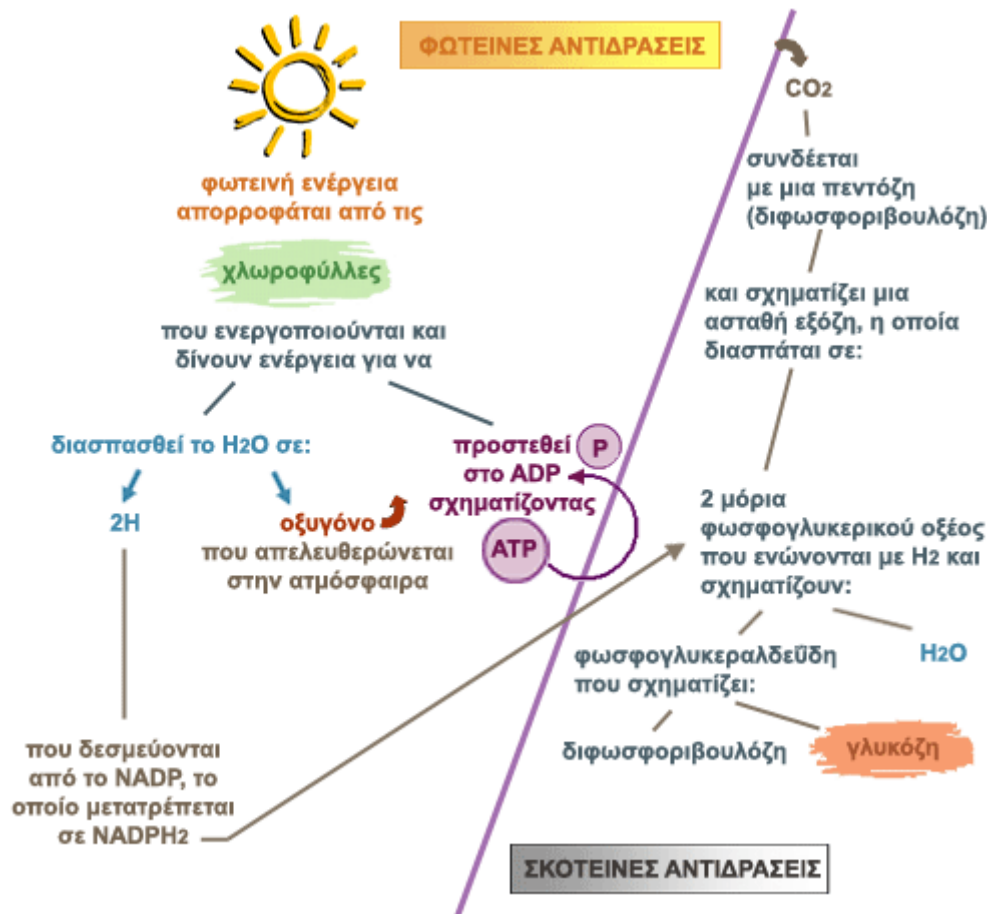 ΦΩΤΕΙΝΕΣ ΑΝΤΙΔΡΑΣΕΙΣ
φωτεινή ενέργεια
απορροφάται από τις
χλωροφύλλες
που ενεργοποιούνται και
δίνουν ενέργεια για να
διασπασθεί το H2O σε:
2H
οξυγόνο
που απελευθερώνεται
στην ατμόσφαιρα
που δεσμεύονται
από το NADP, το
οποίο μετατρέπεται
σε NADPH2
προστεθεί P
στο ADP
σχηματίζοντας
ATP
CO2
συνδέεται
με μια πεντόζη
(διφωσφοριβουλόζη)
και σχηματίζει μια
ασταθή εξόζη, η οποία
διασπάται σε:
2 μόρια
φωσφογλυκερικού οξέος
που ενώνονται με H2 και
σχηματίζουν:
φωσφογλυκεραλδεΰδη
που σχηματίζει:
H2O
διφωσφοριβουλόζη
γλυκόζη
ΣΚΟΤΕΙΝΕΣ ΑΝΤΙΔΡΑΣΕΙΣ